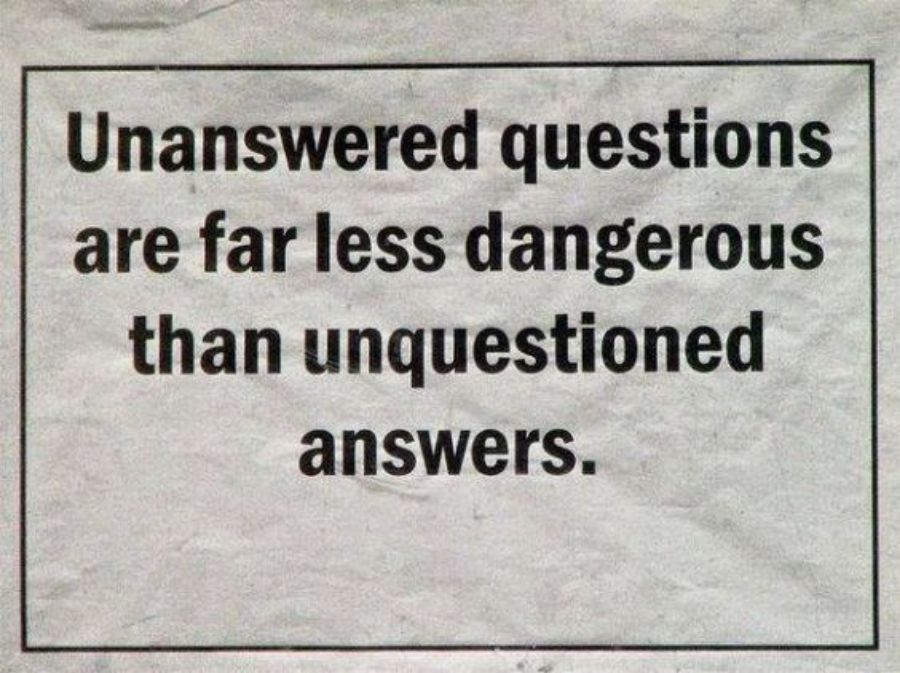 Unanswered questions
are far less dangerous
than unquestioned
answers.